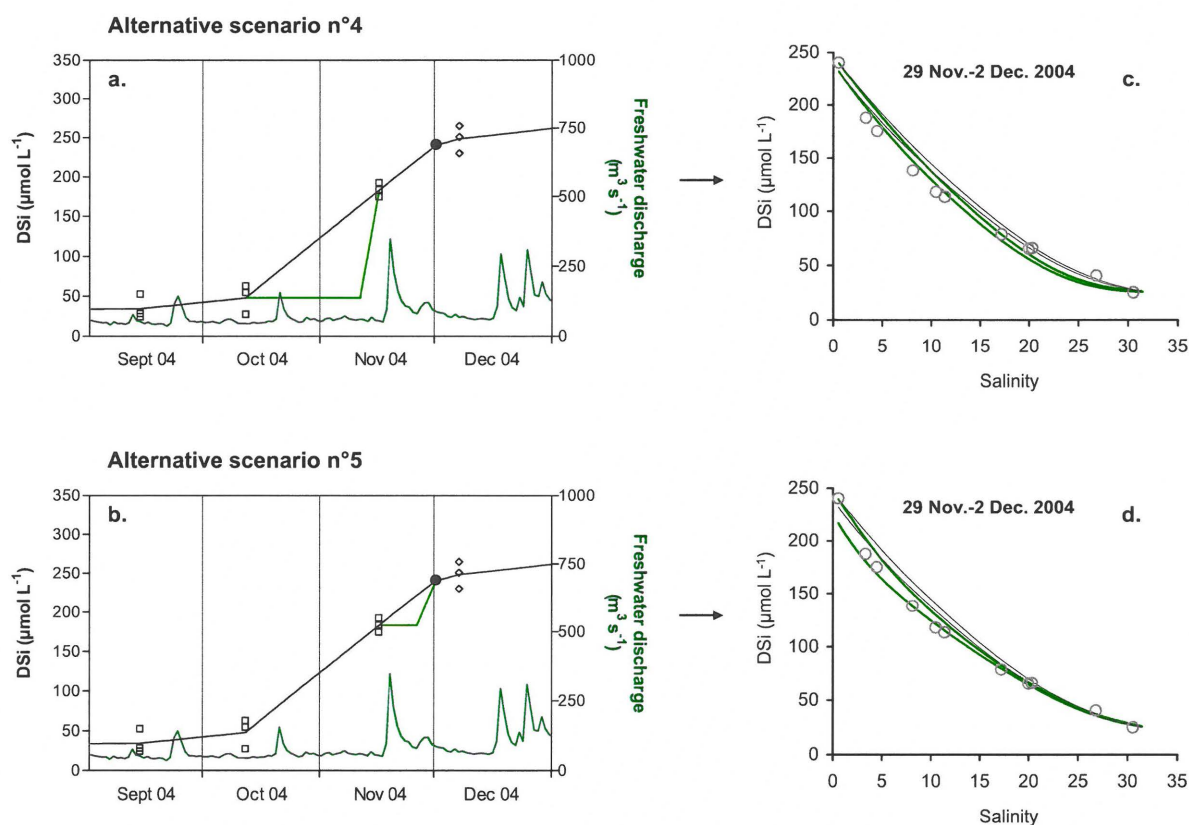 Alternative scenario n°4
a.
350
300
250
200
150
100
50
0
DSi (µmol L⁻¹)
1000
750
500
250
0
Freshwater discharge
(m³ s⁻¹)
Sept 04 Oct 04 Nov 04 Dec 04
29 Nov.-2 Dec. 2004
c.
250
200
150
100
50
0
DSi (µmol L⁻¹)
0 5 10 15 20 25 30 35
Salinity
Alternative scenario n°5
b.
350
300
250
200
150
100
50
0
DSi (µmol L⁻¹)
1000
750
500
250
0
Freshwater discharge
(m³ s⁻¹)
Sept 04 Oct 04 Nov 04 Dec 04
29 Nov.-2 Dec. 2004
d.
250
200
150
100
50
0
DSi (µmol L⁻¹)
0 5 10 15 20 25 30 35
Salinity